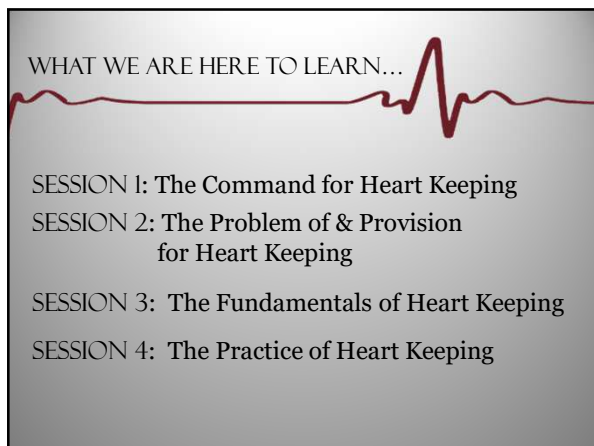 WHAT WE ARE HERE TO LEARN...
SESSION 1: The Command for Heart Keeping
SESSION 2: The Problem of & Provision
for Heart Keeping
SESSION 3: The Fundamentals of Heart Keeping
SESSION 4: The Practice of Heart Keeping